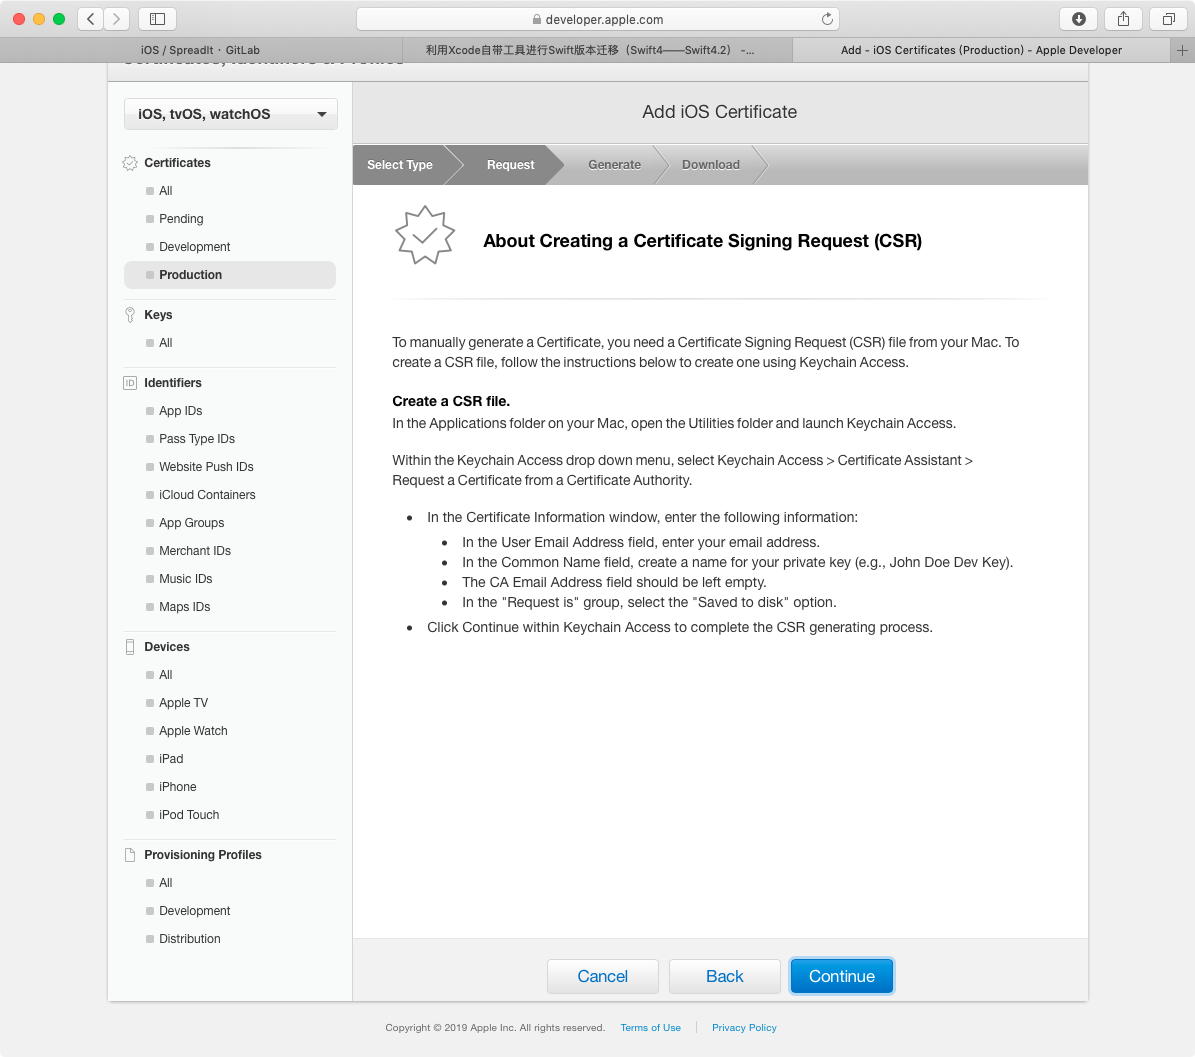 developer.apple.com
iOS / SpreadIt · GitLab
利用Xcode自带工具进行Swift版本迁移（Swift4——Swift4.2） -...
Add - iOS Certificates (Production) - Apple Developer
iOS, tvOS, watchOS
Certificates
All
Pending
Development
Production
Keys
All
ID Identifiers
App IDs
Pass Type IDs
Website Push IDs
iCloud Containers
App Groups
Merchant IDs
Music IDs
Maps IDs
Devices
All
Apple TV
Apple Watch
iPad
iPhone
iPod Touch
Provisioning Profiles
All
Development
Distribution
Add iOS Certificate
Select Type Request Generate Download
About Creating a Certificate Signing Request (CSR)
To manually generate a Certificate, you need a Certificate Signing Request (CSR) file from your Mac. To
create a CSR file, follow the instructions below to create one using Keychain Access.
Create a CSR file.
In the Applications folder on your Mac, open the Utilities folder and launch Keychain Access.
Within the Keychain Access drop down menu, select Keychain Access > Certificate Assistant >
Request a Certificate from a Certificate Authority.
• In the Certificate Information window, enter the following information:
• In the User Email Address field, enter your email address.
• In the Common Name field, create a name for your private key (e.g., John Doe Dev Key).
• The CA Email Address field should be left empty.
• In the "Request is" group, select the "Saved to disk" option.
• Click Continue within Keychain Access to complete the CSR generating process.
Cancel Back Continue
Copyright © 2019 Apple Inc. All rights reserved. Terms of Use Privacy Policy